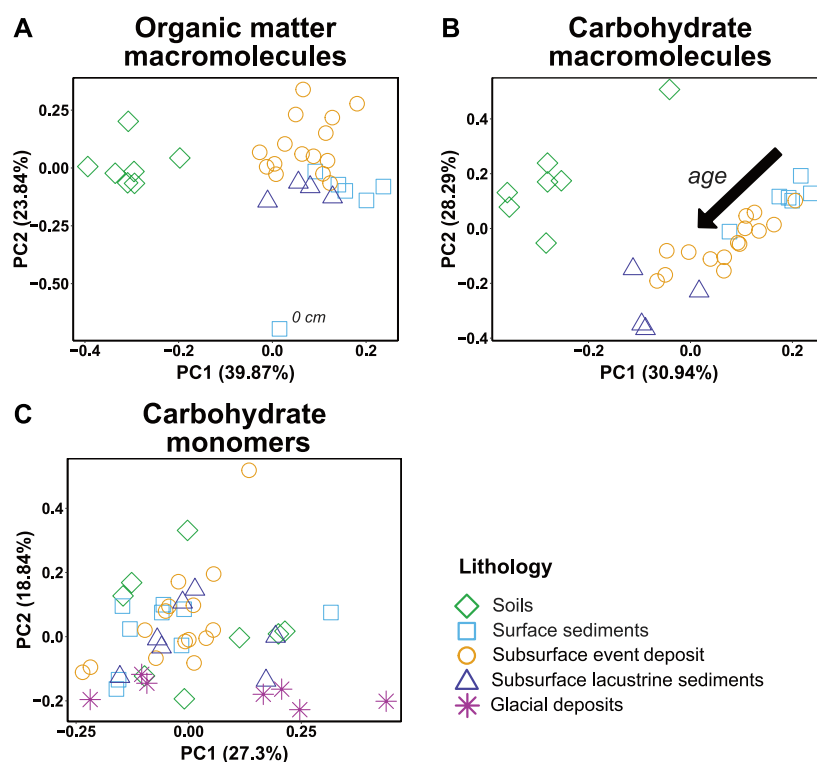 A
Organic matter
macromolecules
0.25
0.00
−0.25
−0.50
PC2 (23.84%)
0 cm
−0.4
−0.2
0.0
0.2
PC1 (39.87%)
B
Carbohydrate
macromolecules
0.4
0.2
0.0
−0.2
−0.4
PC2 (28.29%)
age
−0.2
0.0
0.2
PC1 (30.94%)
C
Carbohydrate
monomers
0.4
0.2
0.0
−0.2
PC2 (18.84%)
−0.25
0.00
0.25
PC1 (27.3%)
Lithology
Soils
Surface sediments
Subsurface event deposit
Subsurface lacustrine sediments
Glacial deposits